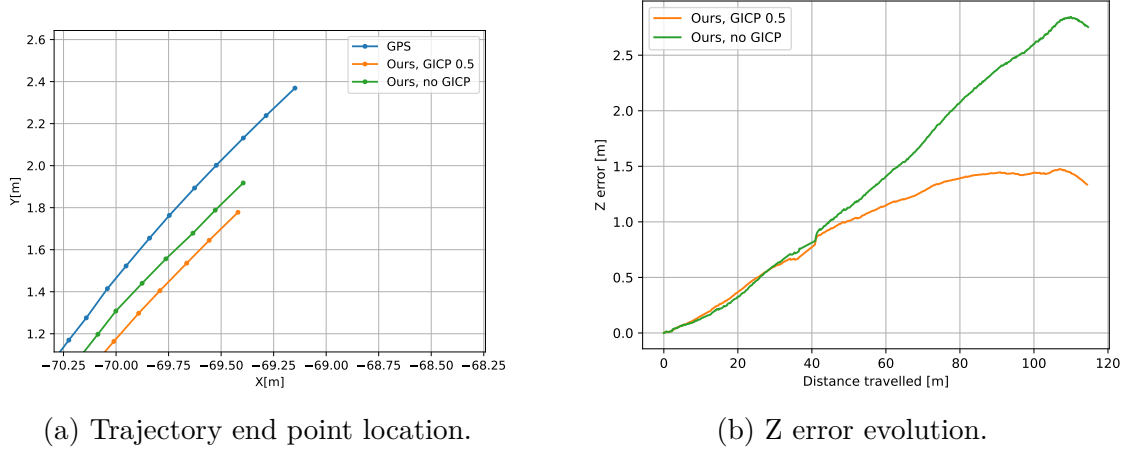 2.6
2.4
2.2
2.0
1.8
1.6
1.4
1.2
Y[m]
GPS
Ours, GICP 0.5
Ours, no GICP
−70.25 −70.00 −69.75 −69.50 −69.25 −69.00 −68.75 −68.50 −68.25
X[m]
(a) Trajectory end point location.
Ours, GICP 0.5
Ours, no GICP
2.5
2.0
1.5
1.0
0.5
0.0
Z error [m]
0 20 40 60 80 100 120
Distance travelled [m]
(b) Z error evolution.